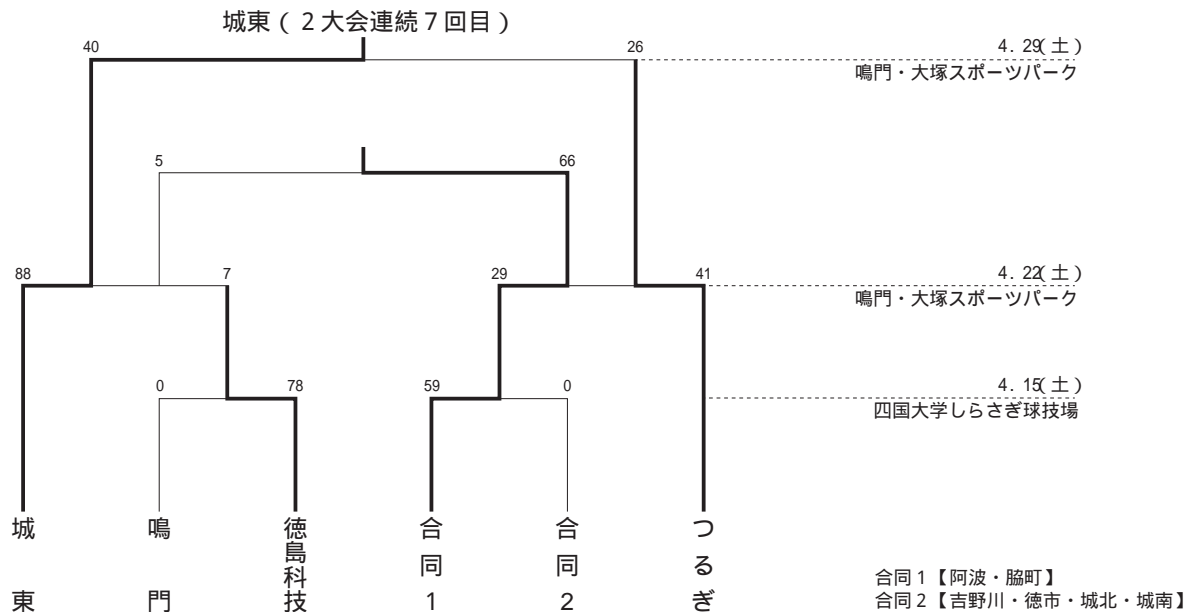 城東（２大会連続７回目）
40 26 4. 29(土)
鳴門・大塚スポーツパーク
5 66
88 7 29 41 4. 22(土)
鳴門・大塚スポーツパーク
0 78 59 0 4. 15(土)
四国大学しらさぎ球技場
城東
鳴門
徳島科技
合同１
合同２
つるぎ
合同１【阿波・脇町】
合同２【吉野川・徳市・城北・城南】